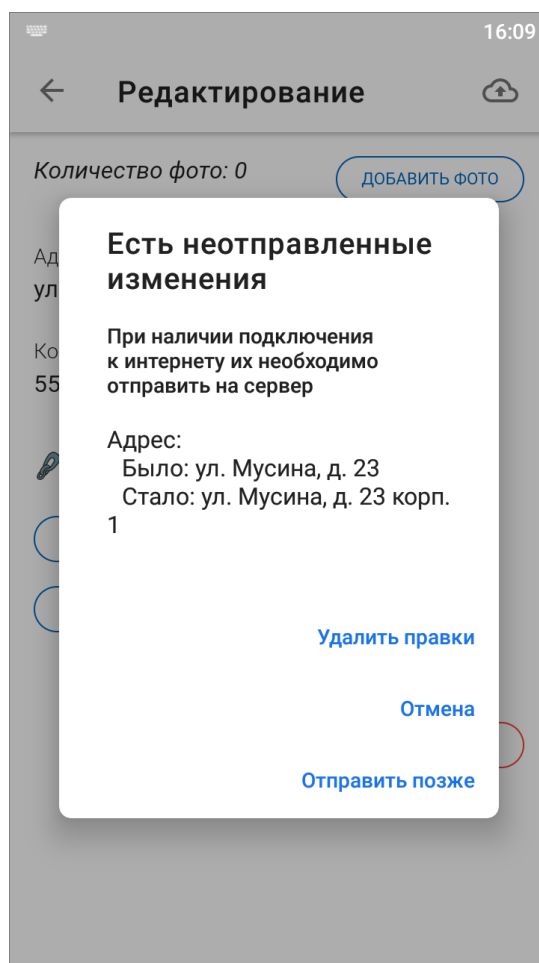 16:09
Редактирование
Количество фото: 0
ДОБАВИТЬ ФОТО
Есть неотправленные
изменения
При наличии подключения
к интернету их необходимо
отправить на сервер
Адрес:
Было: ул. Мусина, д. 23
Стало: ул. Мусина, д. 23 корп.
1
Удалить правки
Отмена
Отправить позже